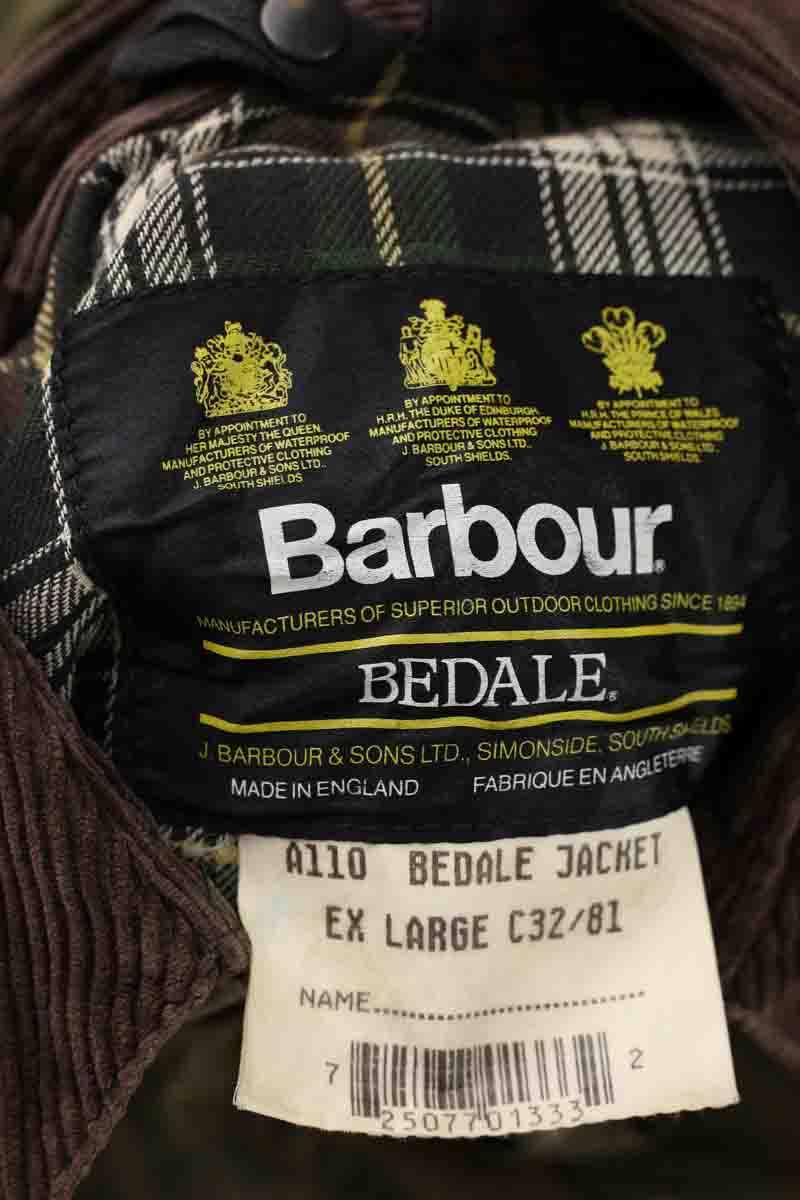 BY APPOINTMENT TO
HER MAJESTY THE QUEEN
MANUFACTURERS OF WATERPROOF
AND PROTECTIVE CLOTHING
J. BARBOUR & SONS LTD.,
SOUTH SHIELDS
BY APPOINTMENT TO
H.R.H. THE DUKE OF EDINBURGH
MANUFACTURERS OF WATERPROOF
AND PROTECTIVE CLOTHING
J. BARBOUR & SONS LTD.,
SOUTH SHIELDS.
BY APPOINTMENT TO
H.R.H. THE PRINCE OF WALES
MANUFACTURERS OF WATERPROOF
AND PROTECTIVE CLOTHING
J. BARBOUR & SONS LTD.,
SOUTH SHIELDS.
Barbour®
MANUFACTURERS OF SUPERIOR OUTDOOR CLOTHING SINCE 1894
BEDALE®
J. BARBOUR & SONS LTD., SIMONSIDE, SOUTH SHIELDS
MADE IN ENGLAND FABRIQUE EN ANGLETERRE
A110 BEDALE JACKET
EX LARGE C32/81
NAME..............................
7 2507701333 2